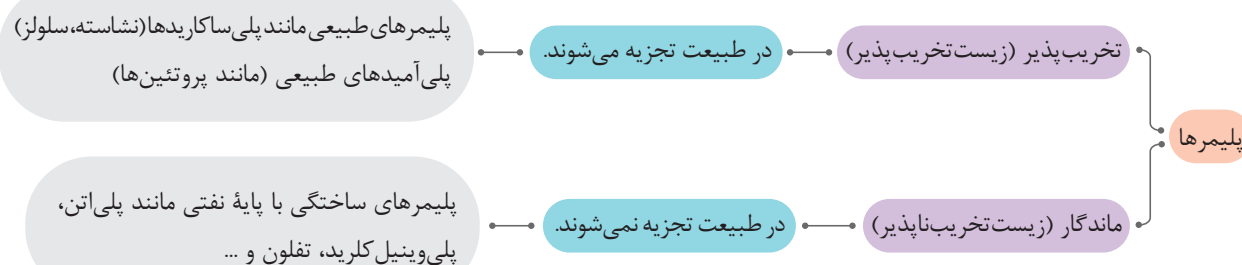 پلیمرها
تخریب‌پذیر (زیست‌تخریب‌پذیر)
در طبیعت تجزیه می‌شوند.
پلیمرهای طبیعی مانند پلی‌ساکاریدها(نشاسته،سلولز)
پلی‌آمیدهای طبیعی (مانند پروتئین‌ها)
ماندگار (زیست‌تخریب‌ناپذیر)
در طبیعت تجزیه نمی‌شوند.
پلیمرهای ساختگی با پایۀ نفتی مانند پلی‌اتن،
پلی‌وینیل‌کلرید، تفلون و ...